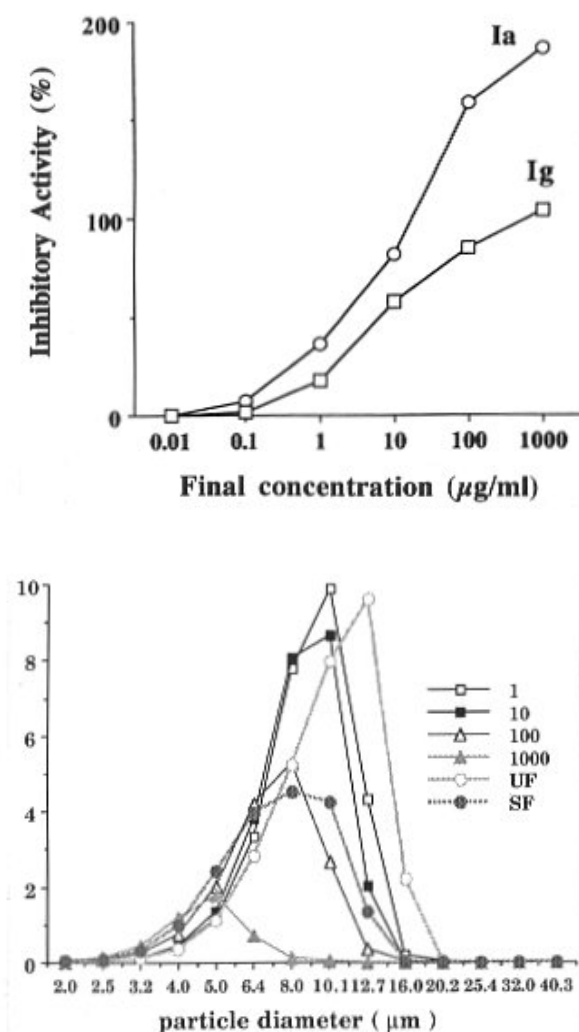 200
Ia
Ig
100
0
Inhibitory Activity (%)
0.01 0.1 1 10 100 1000
Final concentration (µg/ml)
10
8
6
4
2
0
1
10
100
1000
UF
SF
2.0 2.5 3.2 4.0 5.0 6.4 8.0 10.1 12.7 16.0 20.2 25.4 32.0 40.3
particle diameter ( µm )